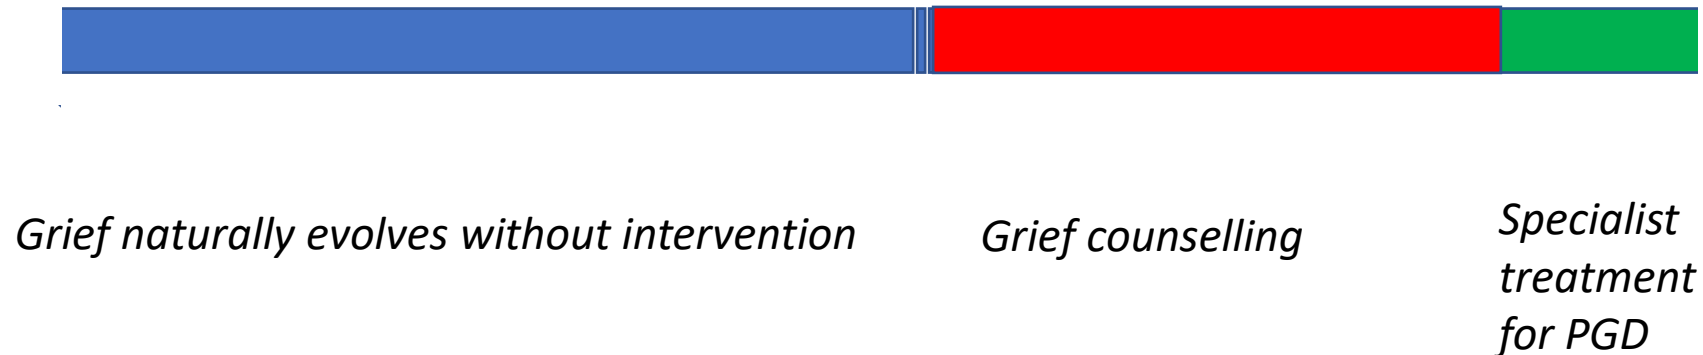 Grief naturally evolves without intervention
Grief counselling
Specialist
treatment
for PGD